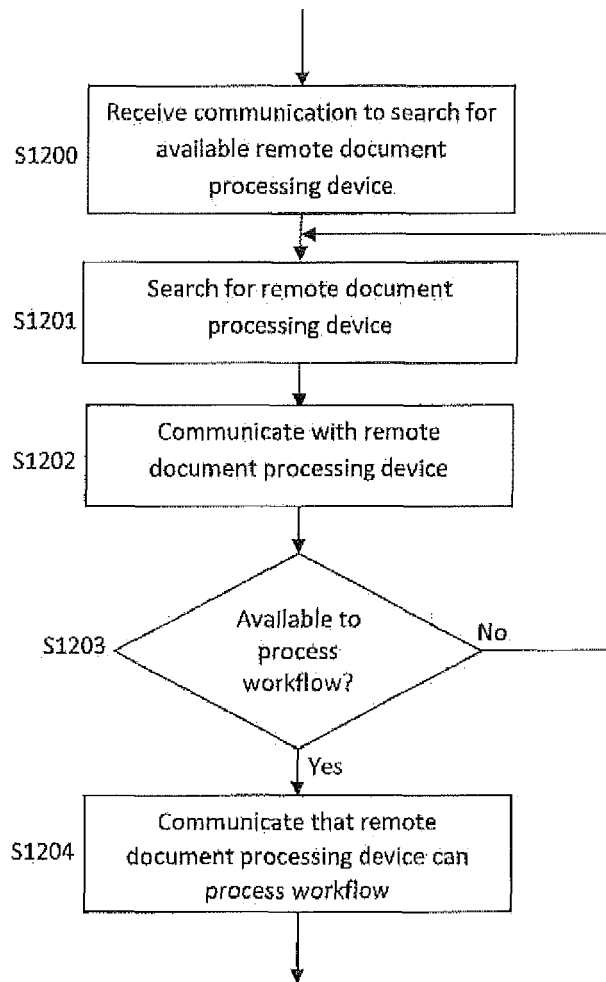 Receive communication to search for
S1200
available remote document
processing device
Search for remote document
S1201
processing device
Communicate with remote
S1202
document processing device
Available to
S1203
process
No
workflow?
Yes
Communicate that remote
S1204
document processing device can
process workflow